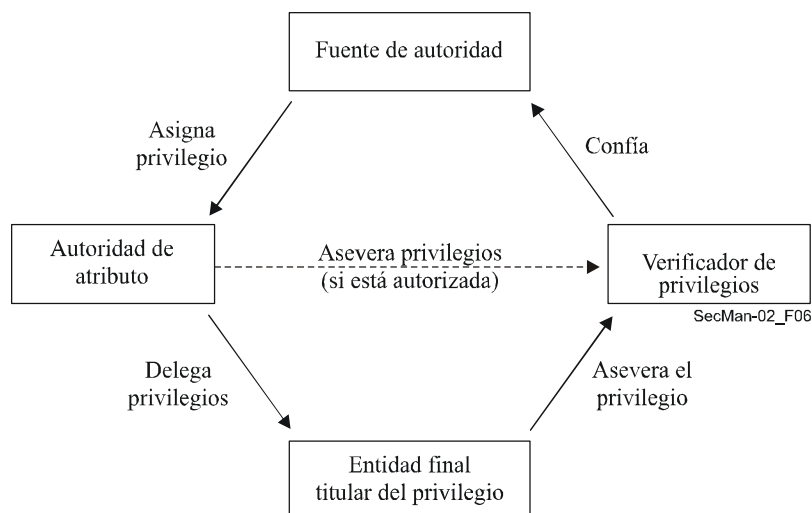 Fuente de autoridad
Asigna
privilegio
Confía
Autoridad de
atributo
Asevera privilegios
(si está autorizada)
Verificador de
privilegios
SecMan-02_F06
Delega
privilegios
Asevera el
privilegio
Entidad final
titular del privilegio